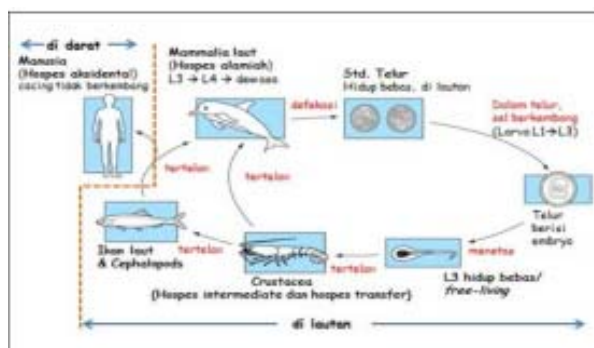 di darat
Manusia
(Hospes aksidental)
cacing tidak berkembang
Mammalia laut
(Hospes alamiah)
L3 → L4 → dewasa
defekasi
Std. Telur
Hidup bebas, di lautan
Dalam telur,
sel berkembang
(Larva L1→L3)
tertelan
tertelan
Telur
berisi
embryo
Ikan laut
& Cephalopods
tertelan
Crustacea
(Hospes intermediate dan hospes transfer)
tertelan
menetas
L3 hidup bebas/
free-living
di lautan